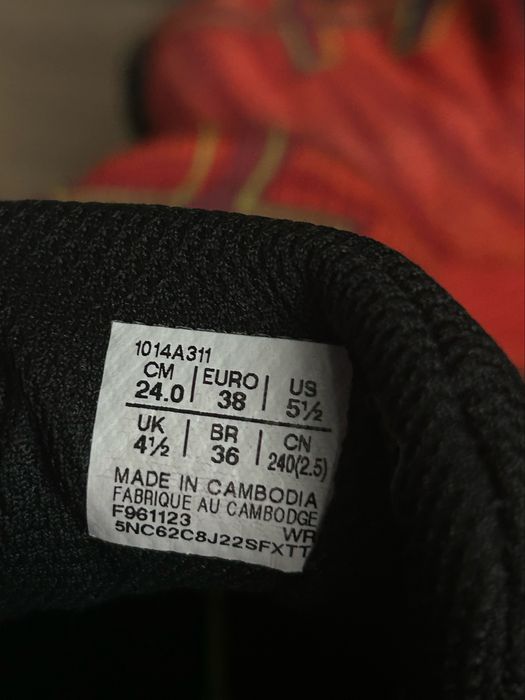 1014A311
CM | EURO | US
24.0 | 38 | 5½
UK | BR | CN
4½ | 36 | 240(2.5)
MADE IN CAMBODIA
FABRIQUE AU CAMBODGE
F961123 WR
5NC62C8J22SFXTT